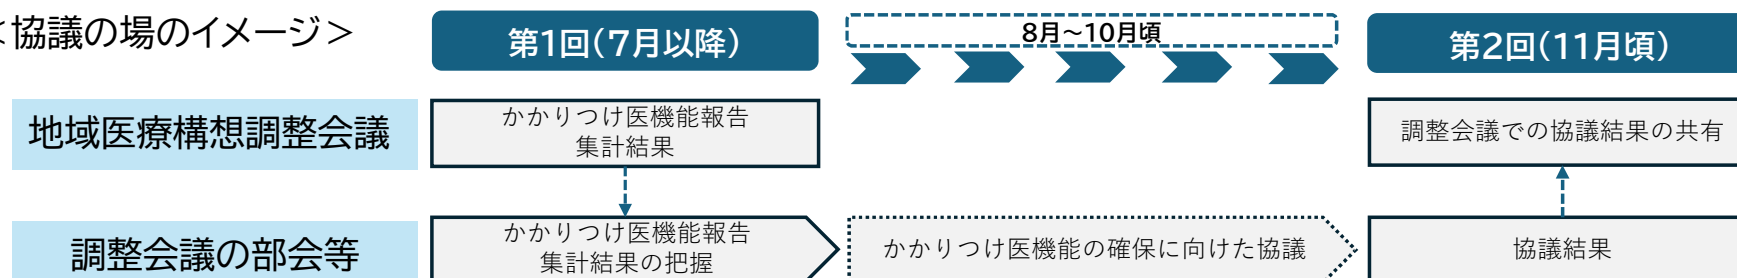 <協議の場のイメージ>
第1回(7月以降)
8月～10月頃
第2回(11月頃)
地域医療構想調整会議
かかりつけ医機能報告
集計結果
調整会議での協議結果の共有
調整会議の部会等
かかりつけ医機能報告
集計結果の把握
かかりつけ医機能の確保に向けた協議
協議結果